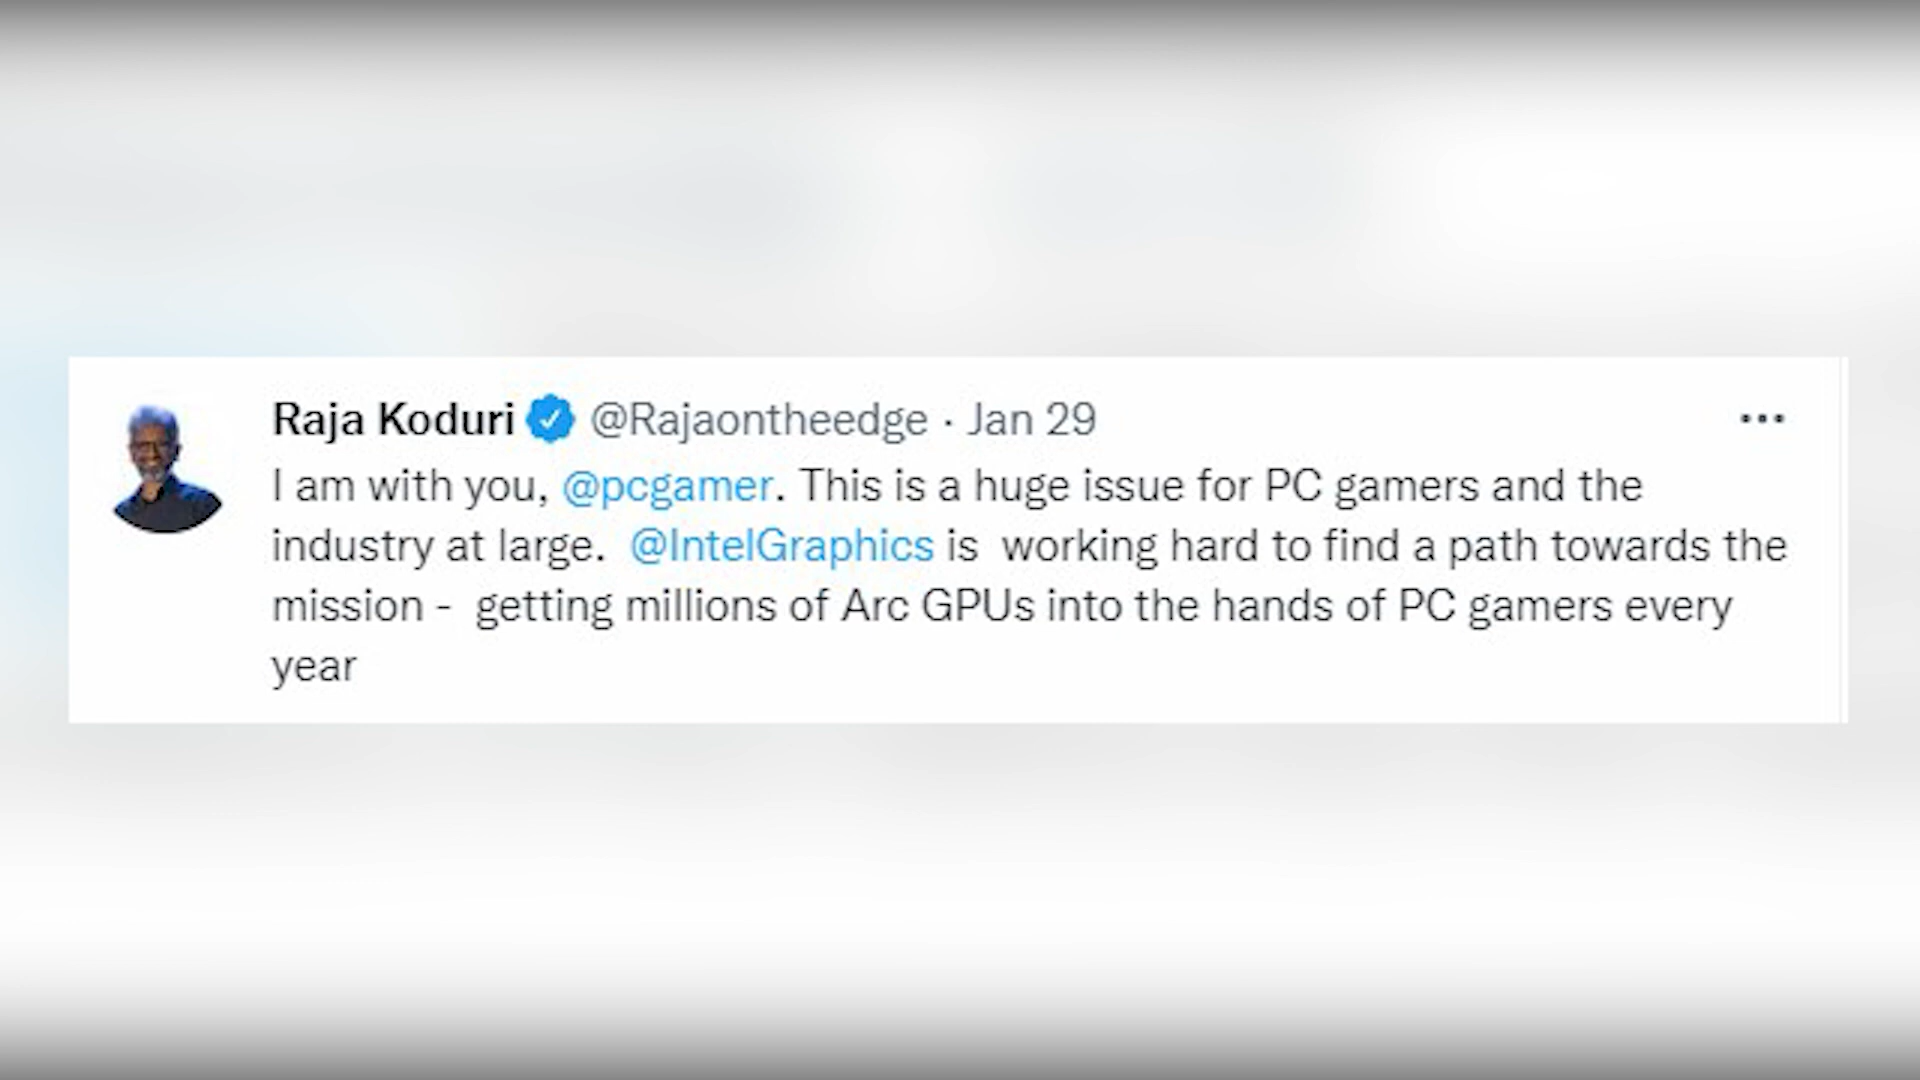 Raja Koduri @Rajaontheedge · Jan 29
I am with you, @pcgamer. This is a huge issue for PC gamers and the
industry at large.  @IntelGraphics is  working hard to find a path towards the
mission -  getting millions of Arc GPUs into the hands of PC gamers every
year